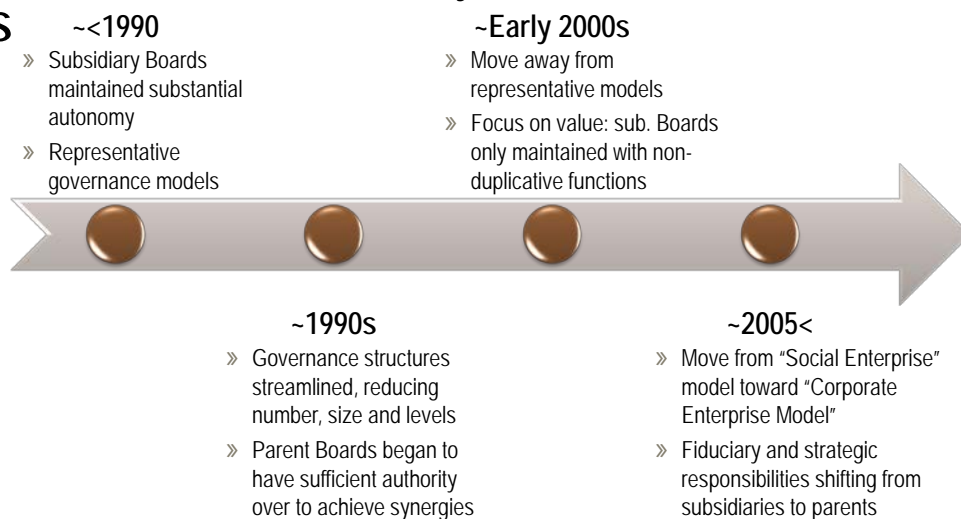 s
~<1990
» Subsidiary Boards
maintained substantial
autonomy
» Representative
governance models
~Early 2000s
» Move away from
representative models
» Focus on value: sub. Boards
only maintained with non-
duplicative functions
~1990s
» Governance structures
streamlined, reducing
number, size and levels
» Parent Boards began to
have sufficient authority
over to achieve synergies
~2005<
» Move from “Social Enterprise”
model toward “Corporate
Enterprise Model”
» Fiduciary and strategic
responsibilities shifting from
subsidiaries to parents